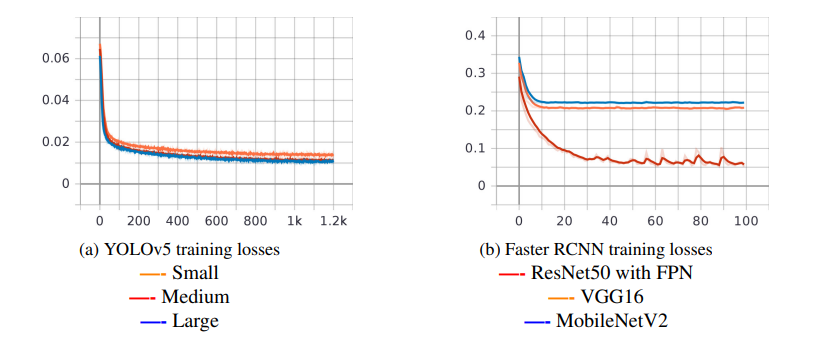 0.06
0.04
0.02
0
0 200 400 600 800 1k 1.2k
(a) YOLOv5 training losses
Small
Medium
Large
0.4
0.3
0.2
0.1
0
0 20 40 60 80 100
(b) Faster RCNN training losses
ResNet50 with FPN
VGG16
MobileNetV2